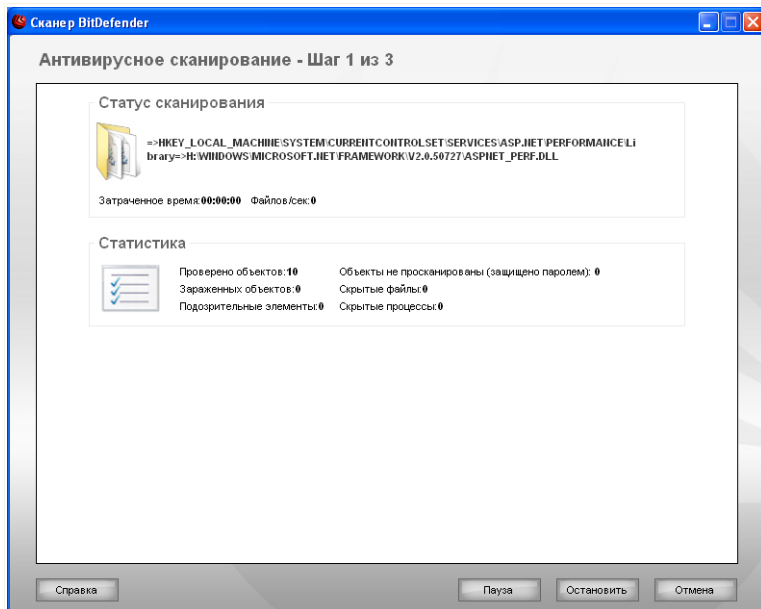 Сканер BitDefender
Антивирусное сканирование - Шаг 1 из 3
Статус сканирования
=>HKEY_LOCAL_MACHINE\SYSTEM\CURRENTCONTROLSET\SERVICES\ASP.NET\PERFORMANCE\Li
brary=>H:\WINDOWS\MICROSOFT.NET\FRAMEWORK\V2.0.50727\ASPNET_PERF.DLL
Затраченное время:00:00:00 Файлов/сек:0
Статистика
Проверено объектов:10 Объекты не просканированы (защищено паролем): 0
Зараженных объектов:0 Скрытые файлы:0
Подозрительные элементы:0 Скрытые процессы:0
Справка Пауза Остановить Отмена